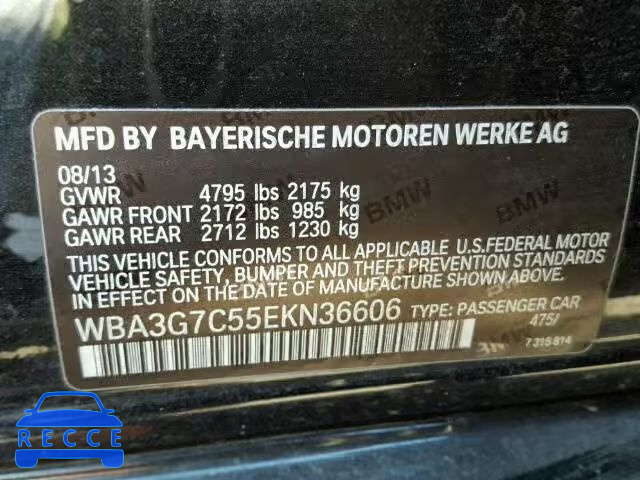 MFD BY BAYERISCHE MOTOREN WERKE AG
08/13
GVWR 4795 lbs 2175 kg
GAWR FRONT 2172 lbs 985 kg
GAWR REAR 2712 lbs 1230 kg
THIS VEHICLE CONFORMS TO ALL APPLICABLE U.S.FEDERAL MOTOR
VEHICLE SAFETY, BUMPER AND THEFT PREVENTION STANDARDS
IN EFFECT ON THE DATE OF MANUFACTURE SHOWN ABOVE.
WBA3G7C55EKN36606 TYPE: PASSENGER CAR
475/
BMW
RECCE